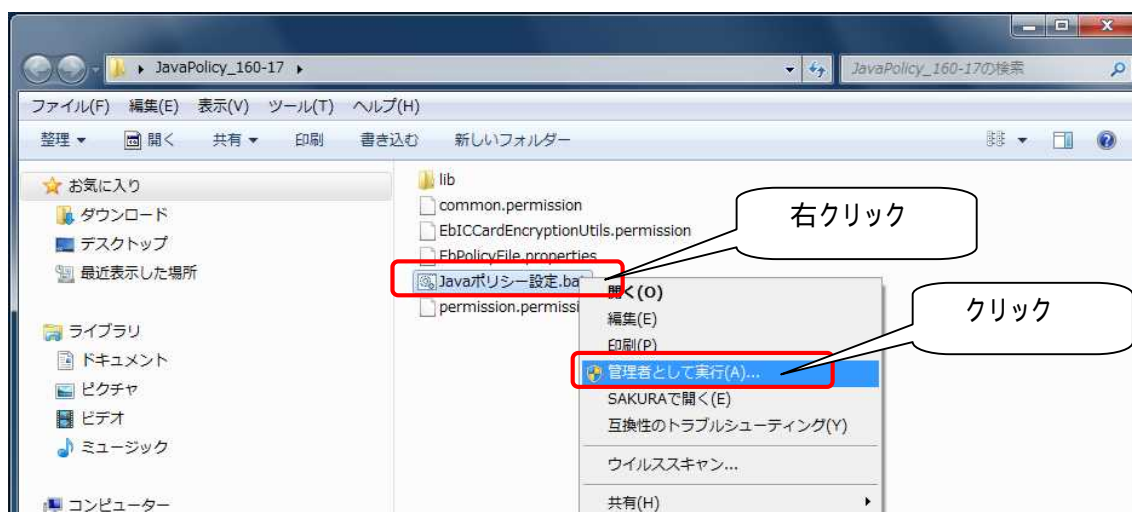 JavaPolicy_160-17
JavaPolicy_160-17の検索
ファイル(F) 編集(E) 表示(V) ツール(T) ヘルプ(H)
整理 開く 共有 印刷 書き込む 新しいフォルダー
お気に入り
ダウンロード
デスクトップ
最近表示した場所
ライブラリ
ドキュメント
ピクチャ
ビデオ
ミュージック
コンピューター
lib
common.permission
EbICCardEncryptionUtils.permission
EbPolicyFile.properties
Javaポリシー設定.ba
permission.permissi
右クリック
開く(O)
編集(E)
印刷(P)
管理者として実行(A)...
SAKURAで開く(E)
互換性のトラブルシューティング(Y)
ウイルススキャン...
共有(H)
クリック